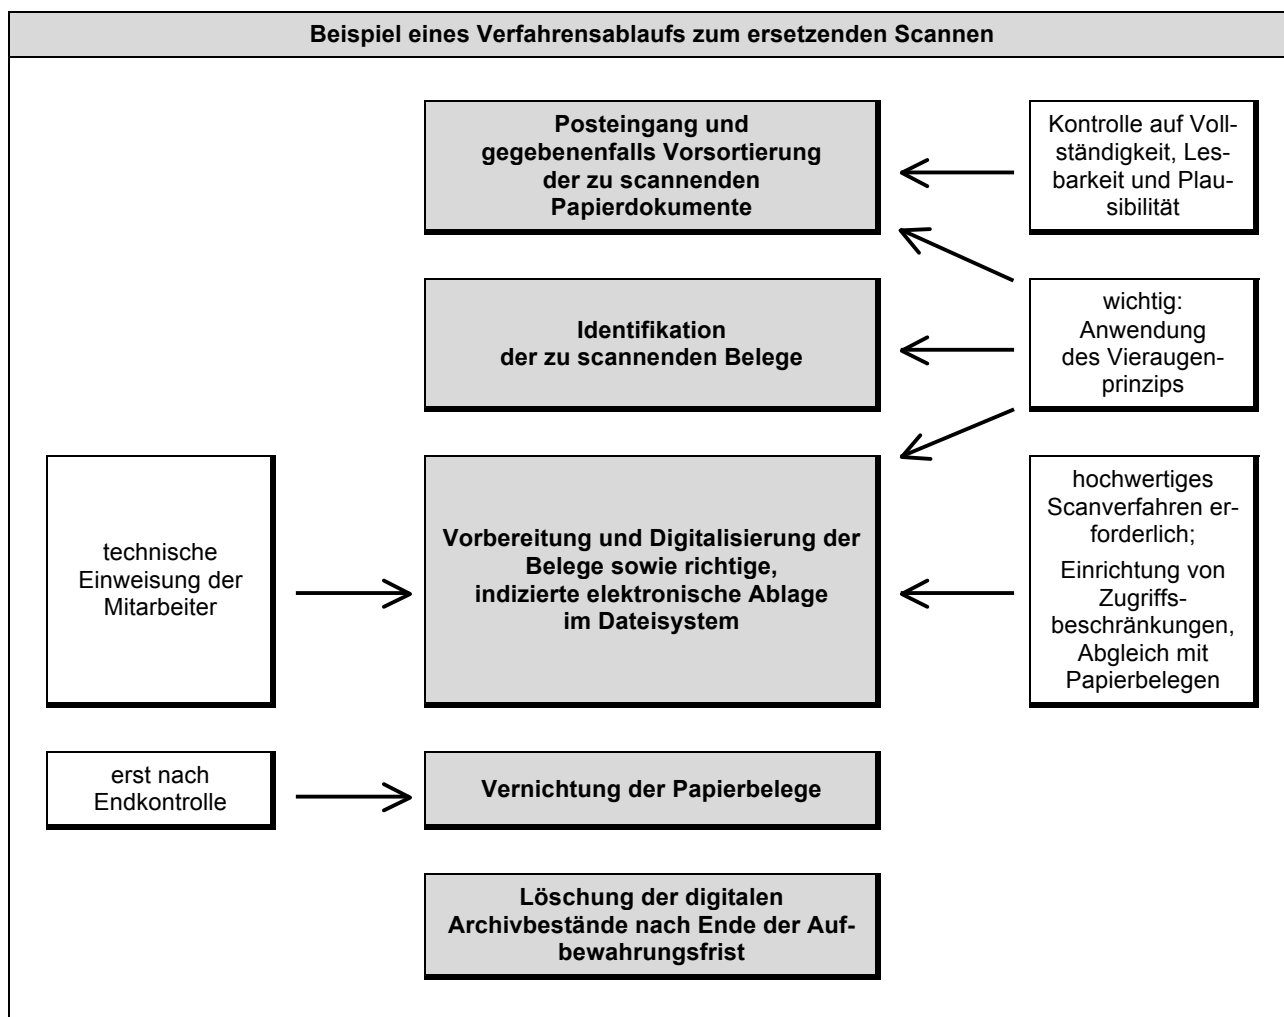 Beispiel eines Verfahrensablaufs zum ersetzenden Scannen
Posteingang und
gegebenenfalls Vorsortierung
der zu scannenden
Papierdokumente
Kontrolle auf Voll-
ständigkeit, Les-
barkeit und Plau-
sibilität
Identifikation
der zu scannenden Belege
wichtig:
Anwendung
des Vieraugen-
prinzips
technische
Einweisung der
Mitarbeiter
Vorbereitung und Digitalisierung der
Belege sowie richtige,
indizierte elektronische Ablage
im Dateisystem
hochwertiges
Scanverfahren er-
forderlich;
Einrichtung von
Zugriffs-
beschränkungen,
Abgleich mit
Papierbelegen
erst nach
Endkontrolle
Vernichtung der Papierbelege
Löschung der digitalen
Archivbestände nach Ende der Auf-
bewahrungsfrist